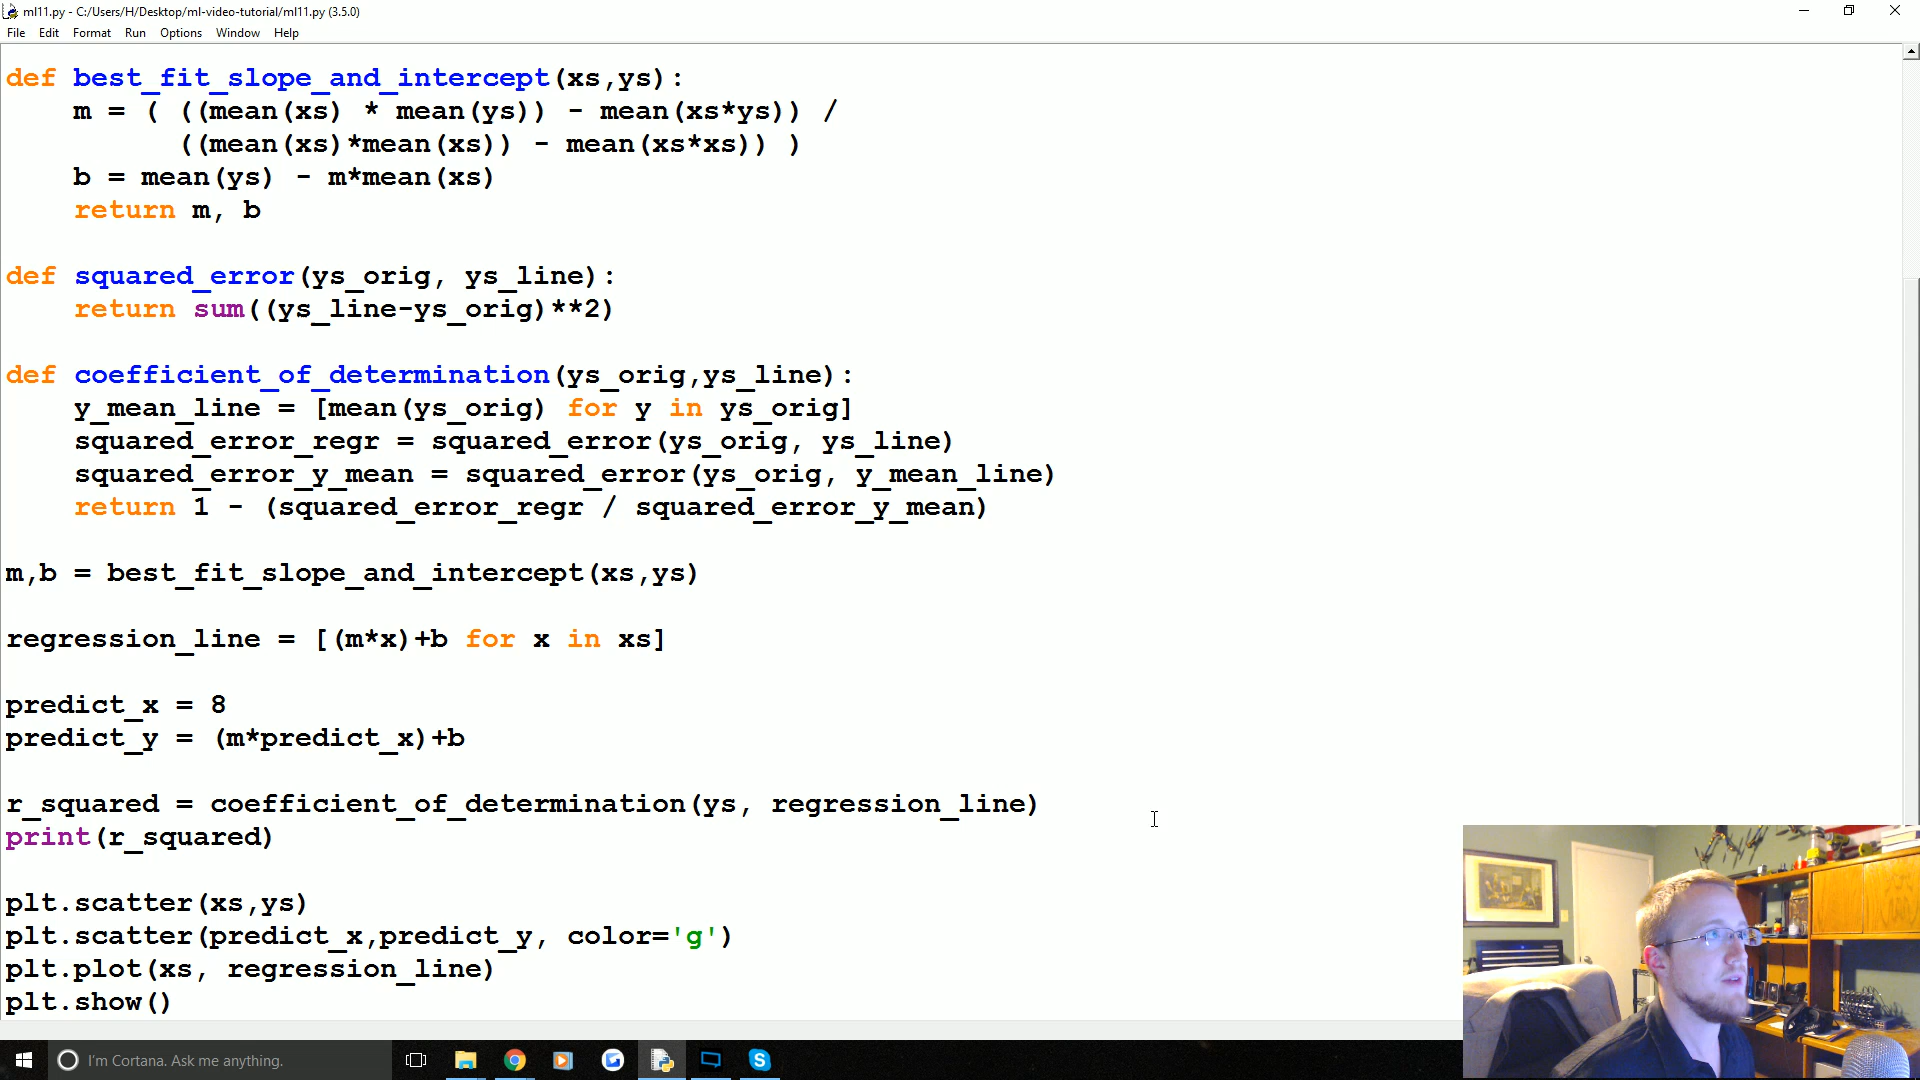 ml11.py - C:/Users/H/Desktop/ml-video-tutorial/ml11.py (3.5.0)
File Edit Format Run Options Window Help
def best_fit_slope_and_intercept(xs,ys):
    m = ( ((mean(xs) * mean(ys)) - mean(xs*ys)) /
          ((mean(xs)*mean(xs)) - mean(xs*xs)) )
    b = mean(ys) - m*mean(xs)
    return m, b
def squared_error(ys_orig, ys_line):
    return sum((ys_line-ys_orig)**2)
def coefficient_of_determination(ys_orig,ys_line):
    y_mean_line = [mean(ys_orig) for y in ys_orig]
    squared_error_regr = squared_error(ys_orig, ys_line)
    squared_error_y_mean = squared_error(ys_orig, y_mean_line)
    return 1 - (squared_error_regr / squared_error_y_mean)
m,b = best_fit_slope_and_intercept(xs,ys)
regression_line = [(m*x)+b for x in xs]
predict_x = 8
predict_y = (m*predict_x)+b
r_squared = coefficient_of_determination(ys, regression_line)
print(r_squared)
plt.scatter(xs,ys)
plt.scatter(predict_x,predict_y, color='g')
plt.plot(xs, regression_line)
plt.show()
I'm Cortana. Ask me anything.